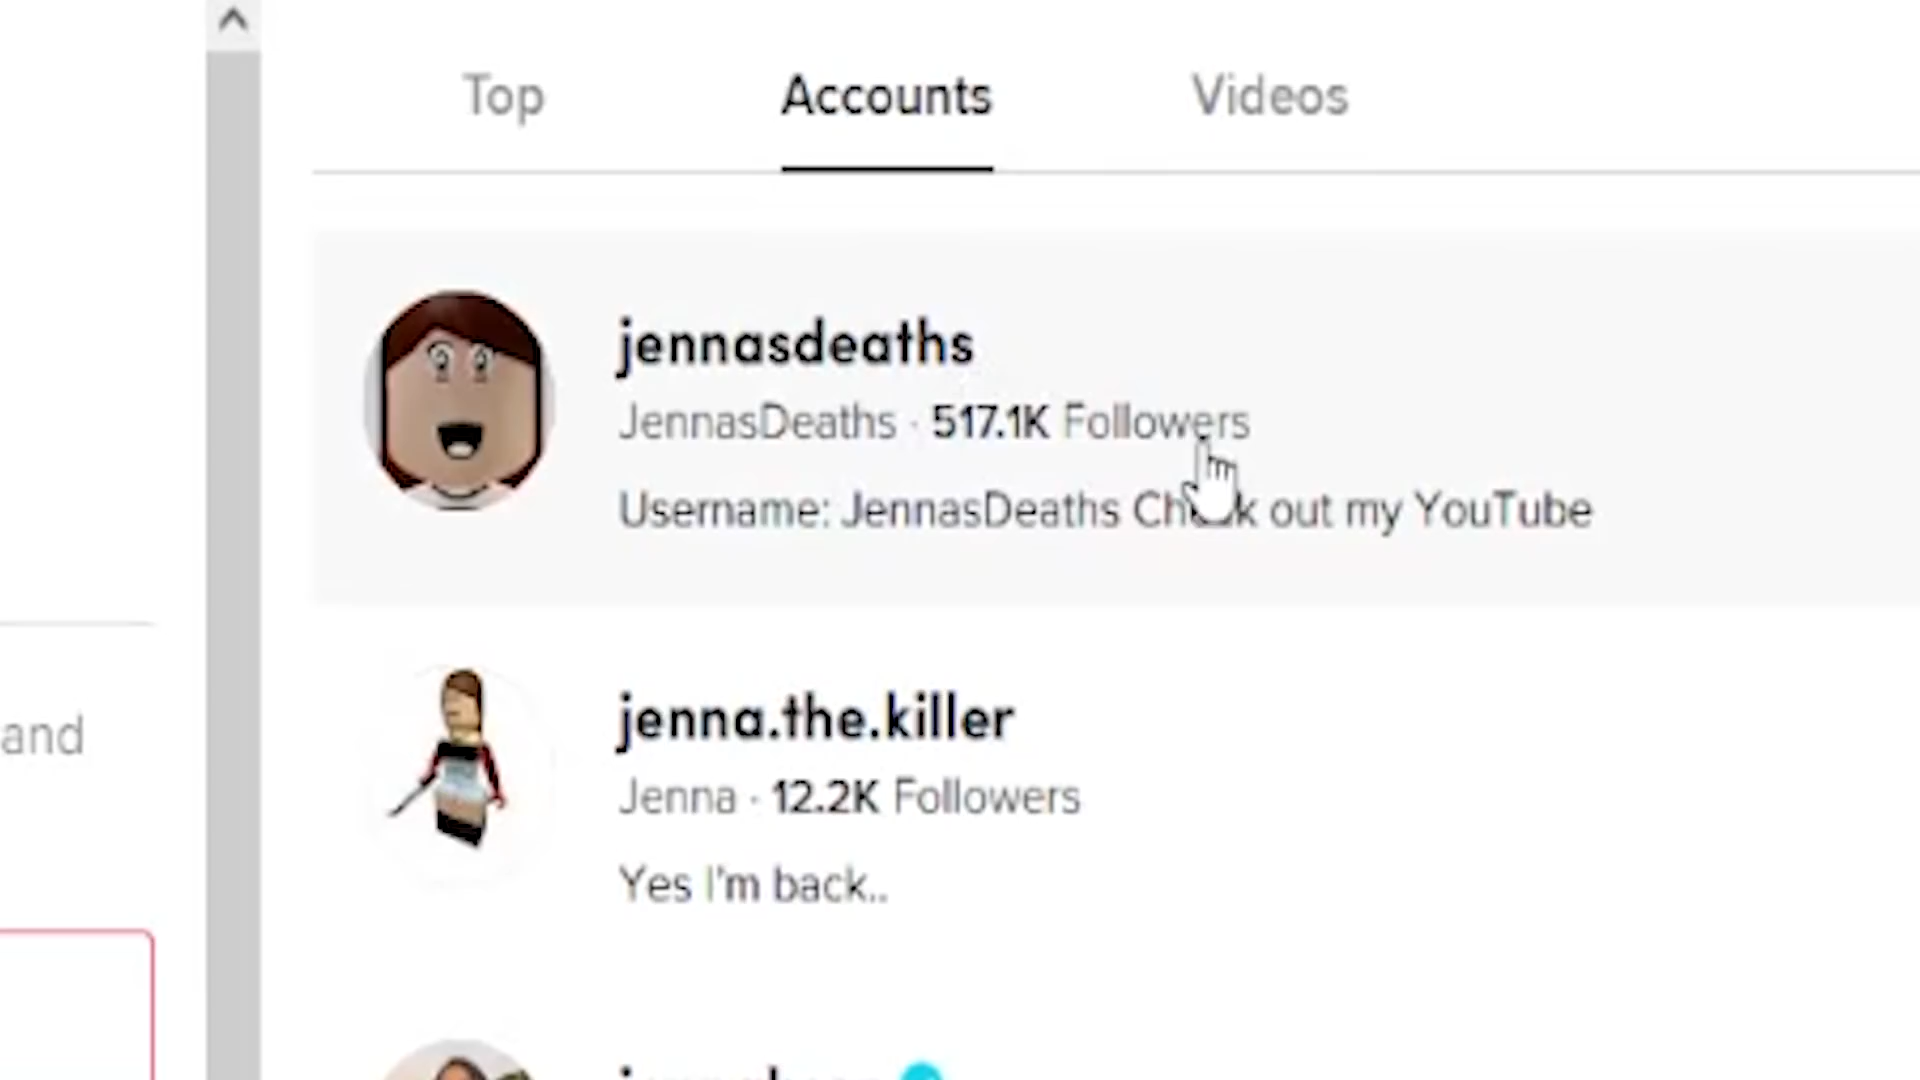 Top Accounts Videos
jennasdeaths
JennasDeaths · 517.1K Followers
Username: JennasDeaths Check out my YouTube
jenna.the.killer
and
Jenna · 12.2K Followers
Yes I'm back..